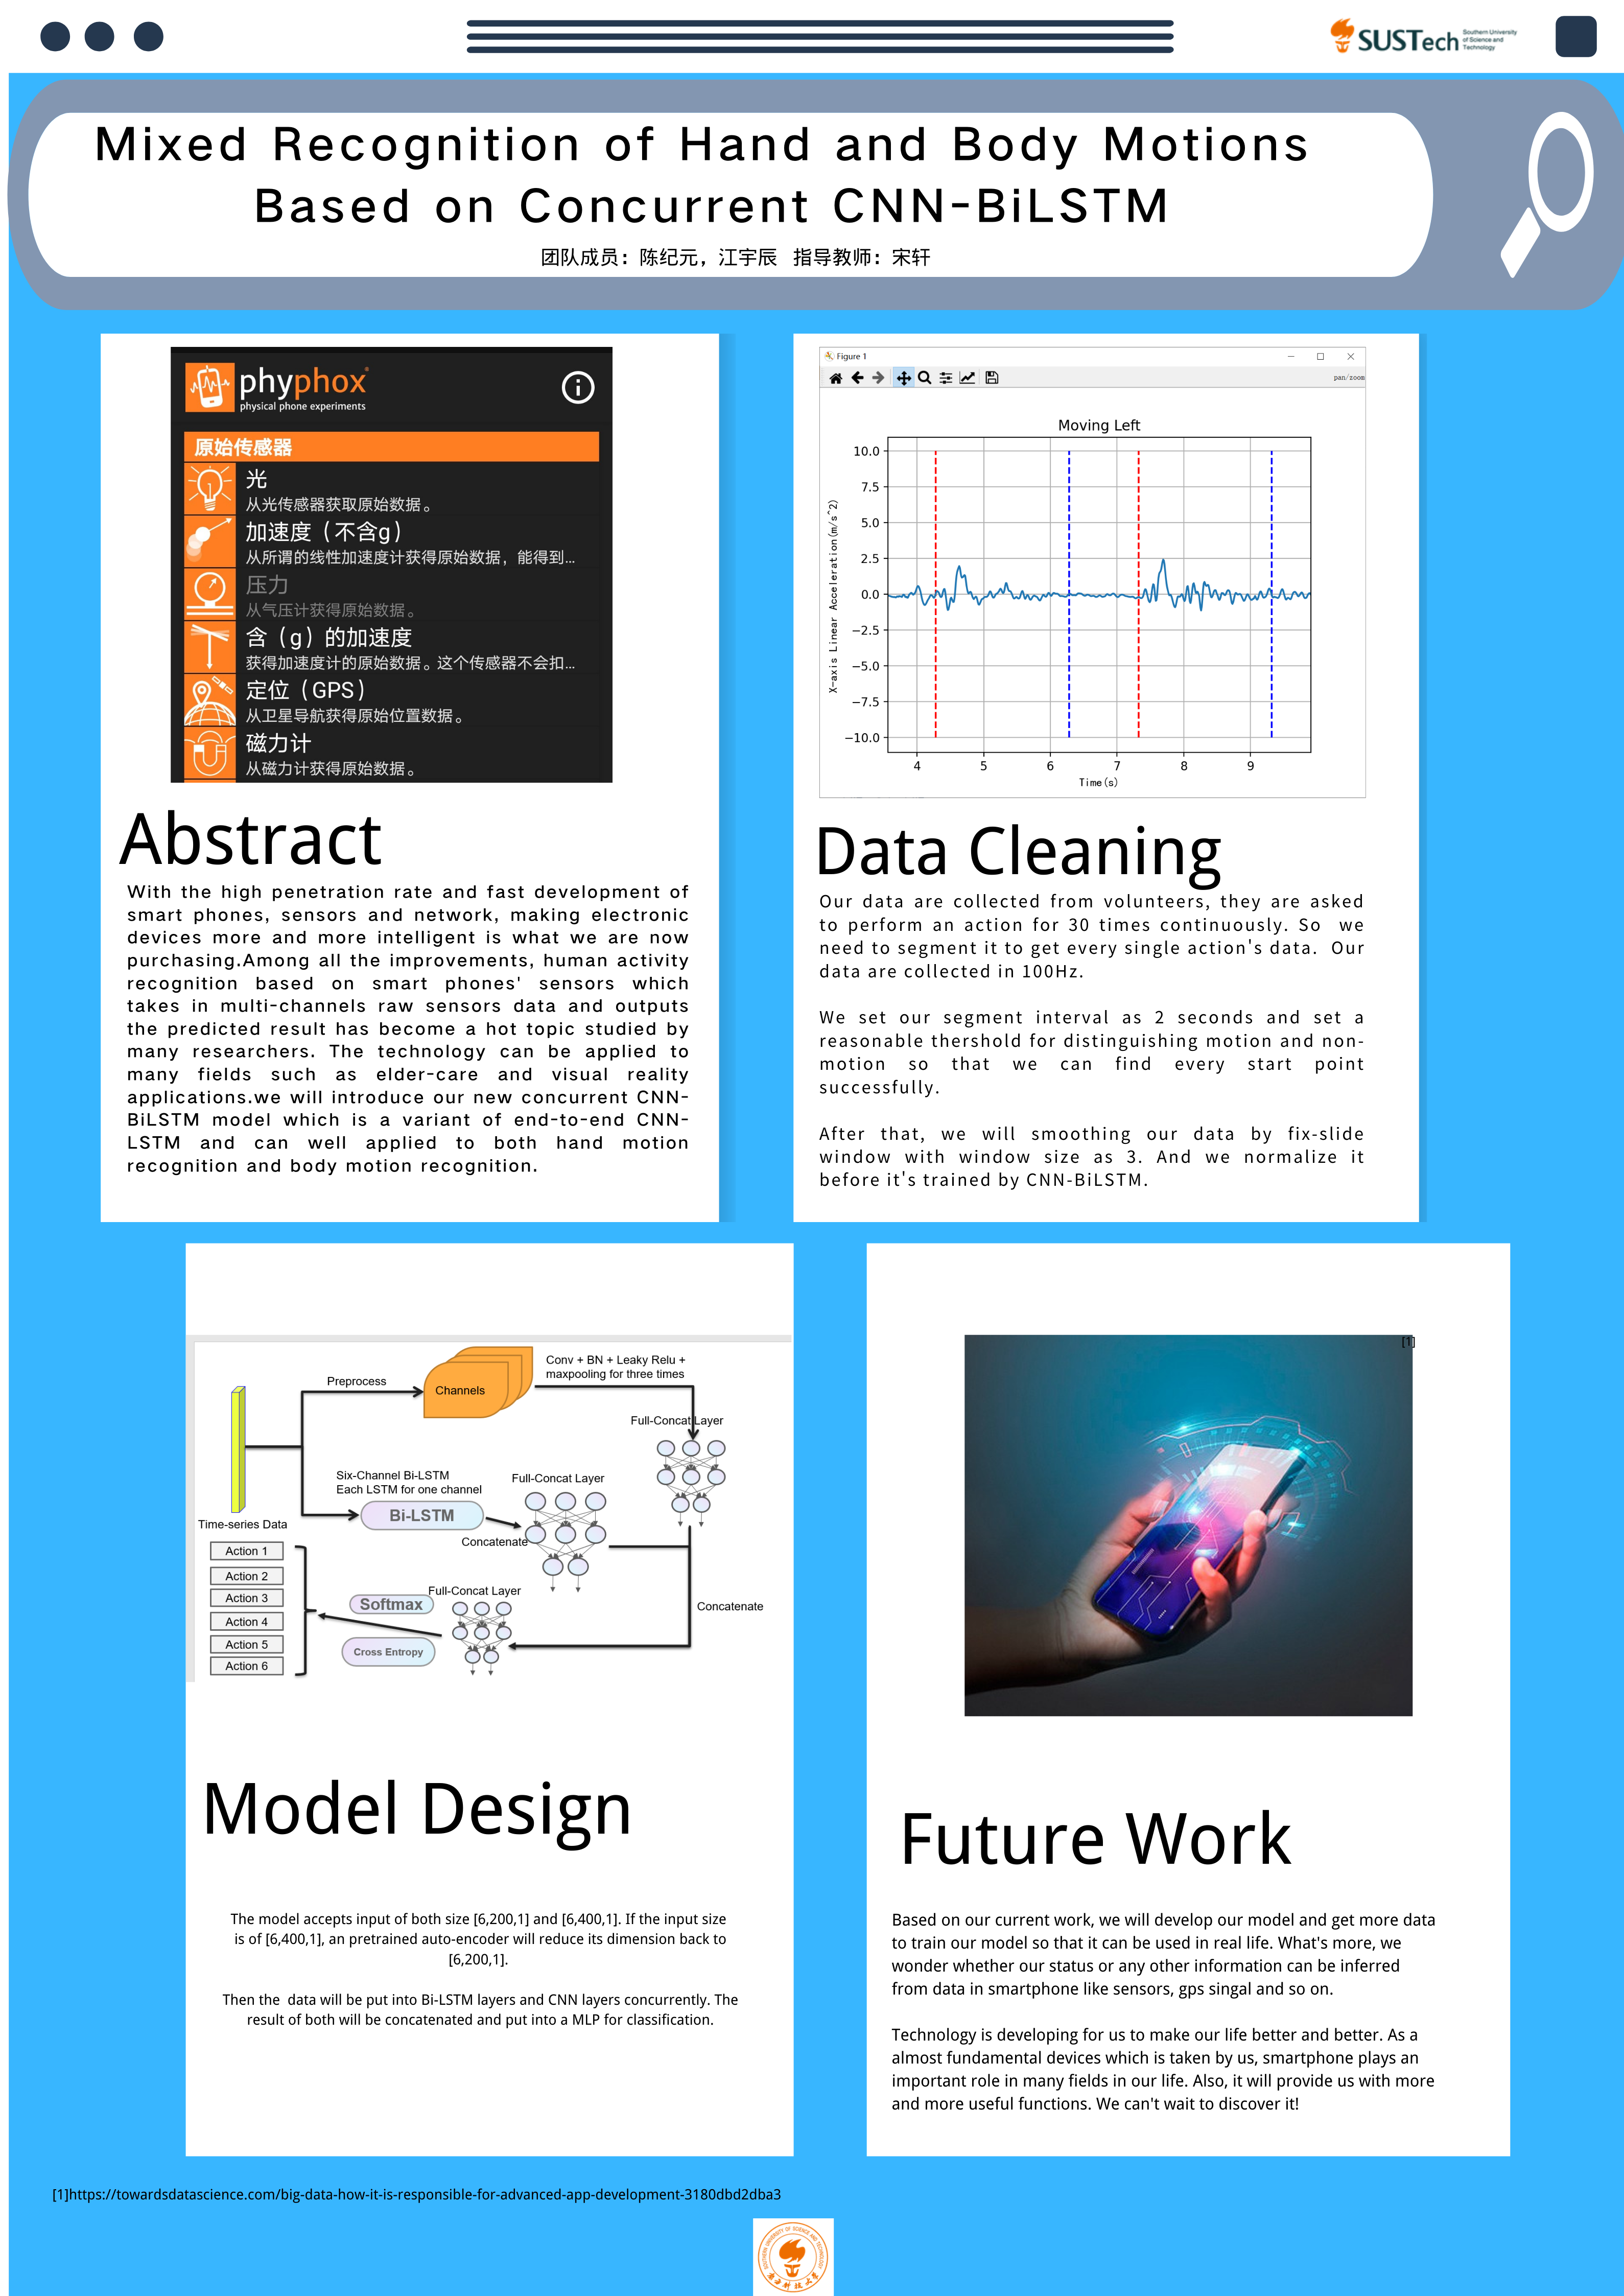 SUSTech
Southern University
of Science and
Technology
Mixed Recognition of Hand and Body Motions
Based on Concurrent CNN-BiLSTM
团队成员：陈纪元，江宇辰 指导教师：宋轩
phyphox
physical phone experiments
原始传感器
光
从光传感器获取原始数据。
加速度（不含g）
从所谓的线性加速度计获得原始数据，能得到...
压力
从气压计获得原始数据。
含（g）的加速度
获得加速度计的原始数据。这个传感器不会扣...
定位（GPS）
从卫星导航获得原始位置数据。
磁力计
从磁力计获得原始数据。
Abstract
With the high penetration rate and fast development of
smart phones, sensors and network, making electronic
devices more and more intelligent is what we are now
purchasing.Among all the improvements, human activity
recognition based on smart phones' sensors which
takes in multi-channels raw sensors data and outputs
the predicted result has become a hot topic studied by
many researchers. The technology can be applied to
many fields such as elder-care and visual reality
applications.we will introduce our new concurrent CNN-
BiLSTM model which is a variant of end-to-end CNN-
LSTM and can well applied to both hand motion
recognition and body motion recognition.
Figure 1
pan/zoom
Moving Left
X-axis Linear Acceleration(m/s^2)
10.0
7.5
5.0
2.5
0.0
−2.5
−5.0
−7.5
−10.0
4 5 6 7 8 9
Time(s)
Data Cleaning
Our data are collected from volunteers, they are asked
to perform an action for 30 times continuously. So we
need to segment it to get every single action's data. Our
data are collected in 100Hz.
We set our segment interval as 2 seconds and set a
reasonable thershold for distinguishing motion and non-
motion so that we can find every start point
successfully.
After that, we will smoothing our data by fix-slide
window with window size as 3. And we normalize it
before it's trained by CNN-BiLSTM.
Preprocess
Channels
Conv + BN + Leaky Relu +
maxpooling for three times
Full-Concat Layer
Six-Channel Bi-LSTM
Each LSTM for one channel
Full-Concat Layer
Bi-LSTM
Time-series Data
Concatenate
Action 1
Action 2
Action 3
Action 4
Action 5
Action 6
Full-Concat Layer
Softmax
Cross Entropy
Concatenate
Model Design
The model accepts input of both size [6,200,1] and [6,400,1]. If the input size
is of [6,400,1], an pretrained auto-encoder will reduce its dimension back to
[6,200,1].
Then the data will be put into Bi-LSTM layers and CNN layers concurrently. The
result of both will be concatenated and put into a MLP for classification.
[1]
Future Work
Based on our current work, we will develop our model and get more data
to train our model so that it can be used in real life. What's more, we
wonder whether our status or any other information can be inferred
from data in smartphone like sensors, gps singal and so on.
Technology is developing for us to make our life better and better. As a
almost fundamental devices which is taken by us, smartphone plays an
important role in many fields in our life. Also, it will provide us with more
and more useful functions. We can't wait to discover it!
[1]https://towardsdatascience.com/big-data-how-it-is-responsible-for-advanced-app-development-3180dbd2dba3
SOUTHERN UNIVERSITY OF SCIENCE AND TECHNOLOGY
南方科技大学